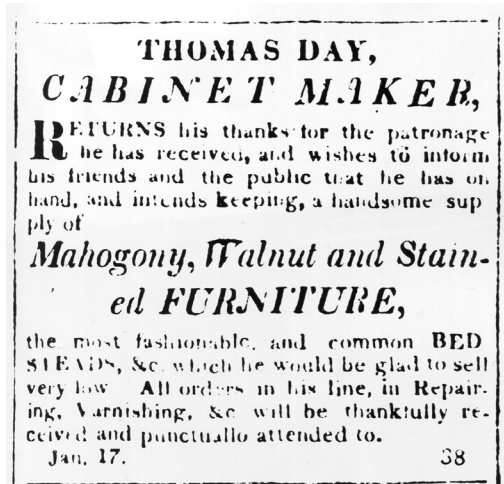 THOMAS DAY,
CABINET MAKER,
RETURNS his thanks for the patronage
he has received, and wishes to inform
his friends and the public that he has on
hand, and intends keeping, a handsome sup
ply of
Mahogony, Walnut and Stain-
ed FURNITURE,
the most fashionable, and common BED
STEADS, &c. which he would be glad to sell
very low All orders in his line, in Repair-
ing, Varnishing, &c. will be thankfully re-
ceived and punctuallo attended to.
Jan. 17. 38